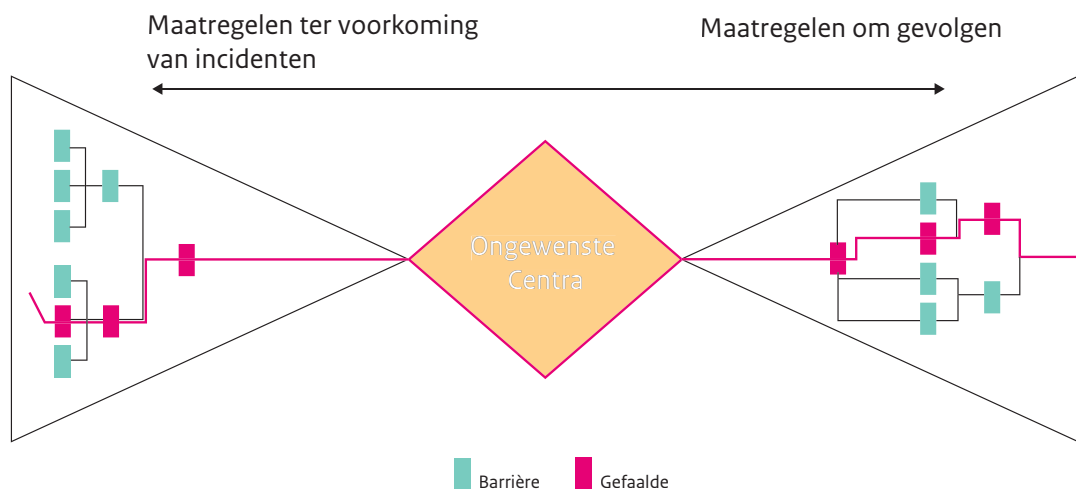 Maatregelen ter voorkoming
van incidenten
Maatregelen om gevolgen
Ongewenste
Centra
Barrière
Gefaalde